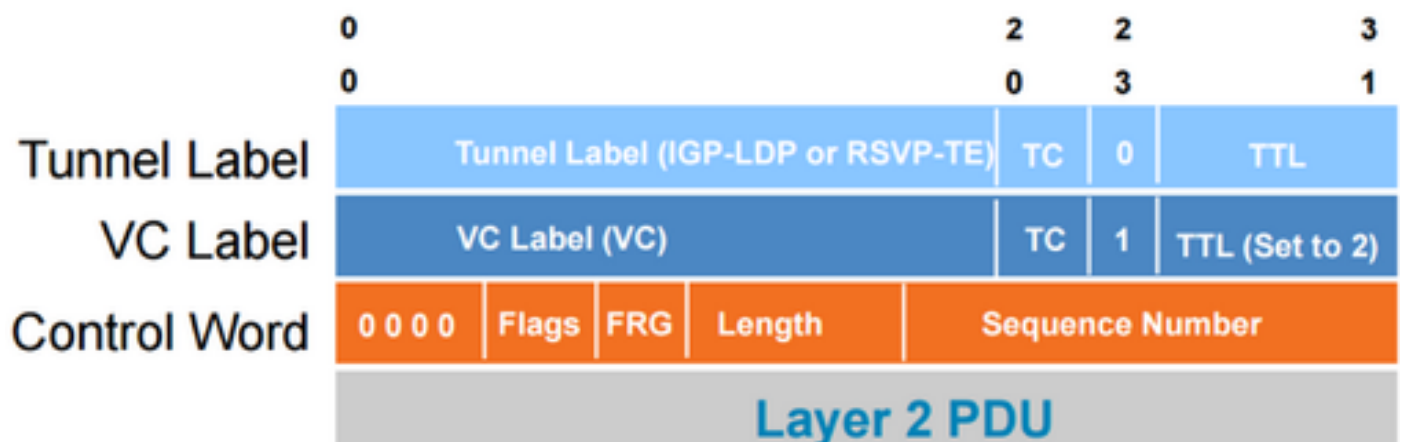 0 2 2 3
0 0 3 1
Tunnel Label Tunnel Label (IGP-LDP or RSVP-TE) TC 0 TTL
VC Label VC Label (VC) TC 1 TTL (Set to 2)
Control Word 0 0 0 0 Flags FRG Length Sequence Number
Layer 2 PDU